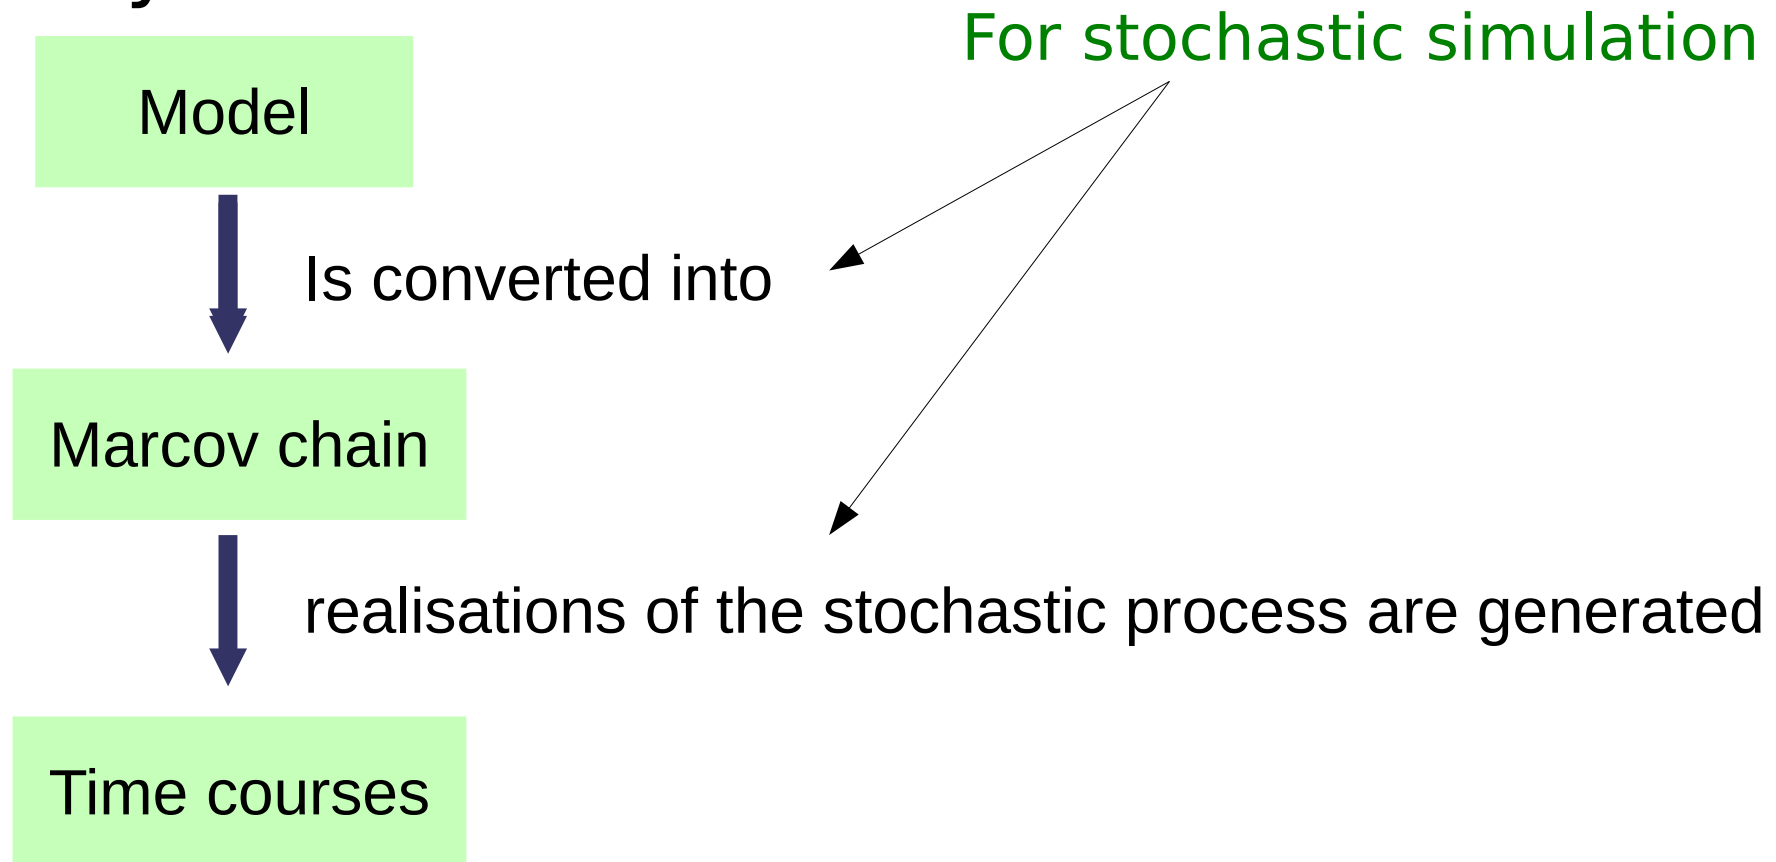 For stochastic simulation
Model
Is converted into
Marcov chain
realisations of the stochastic process are generated
Time courses